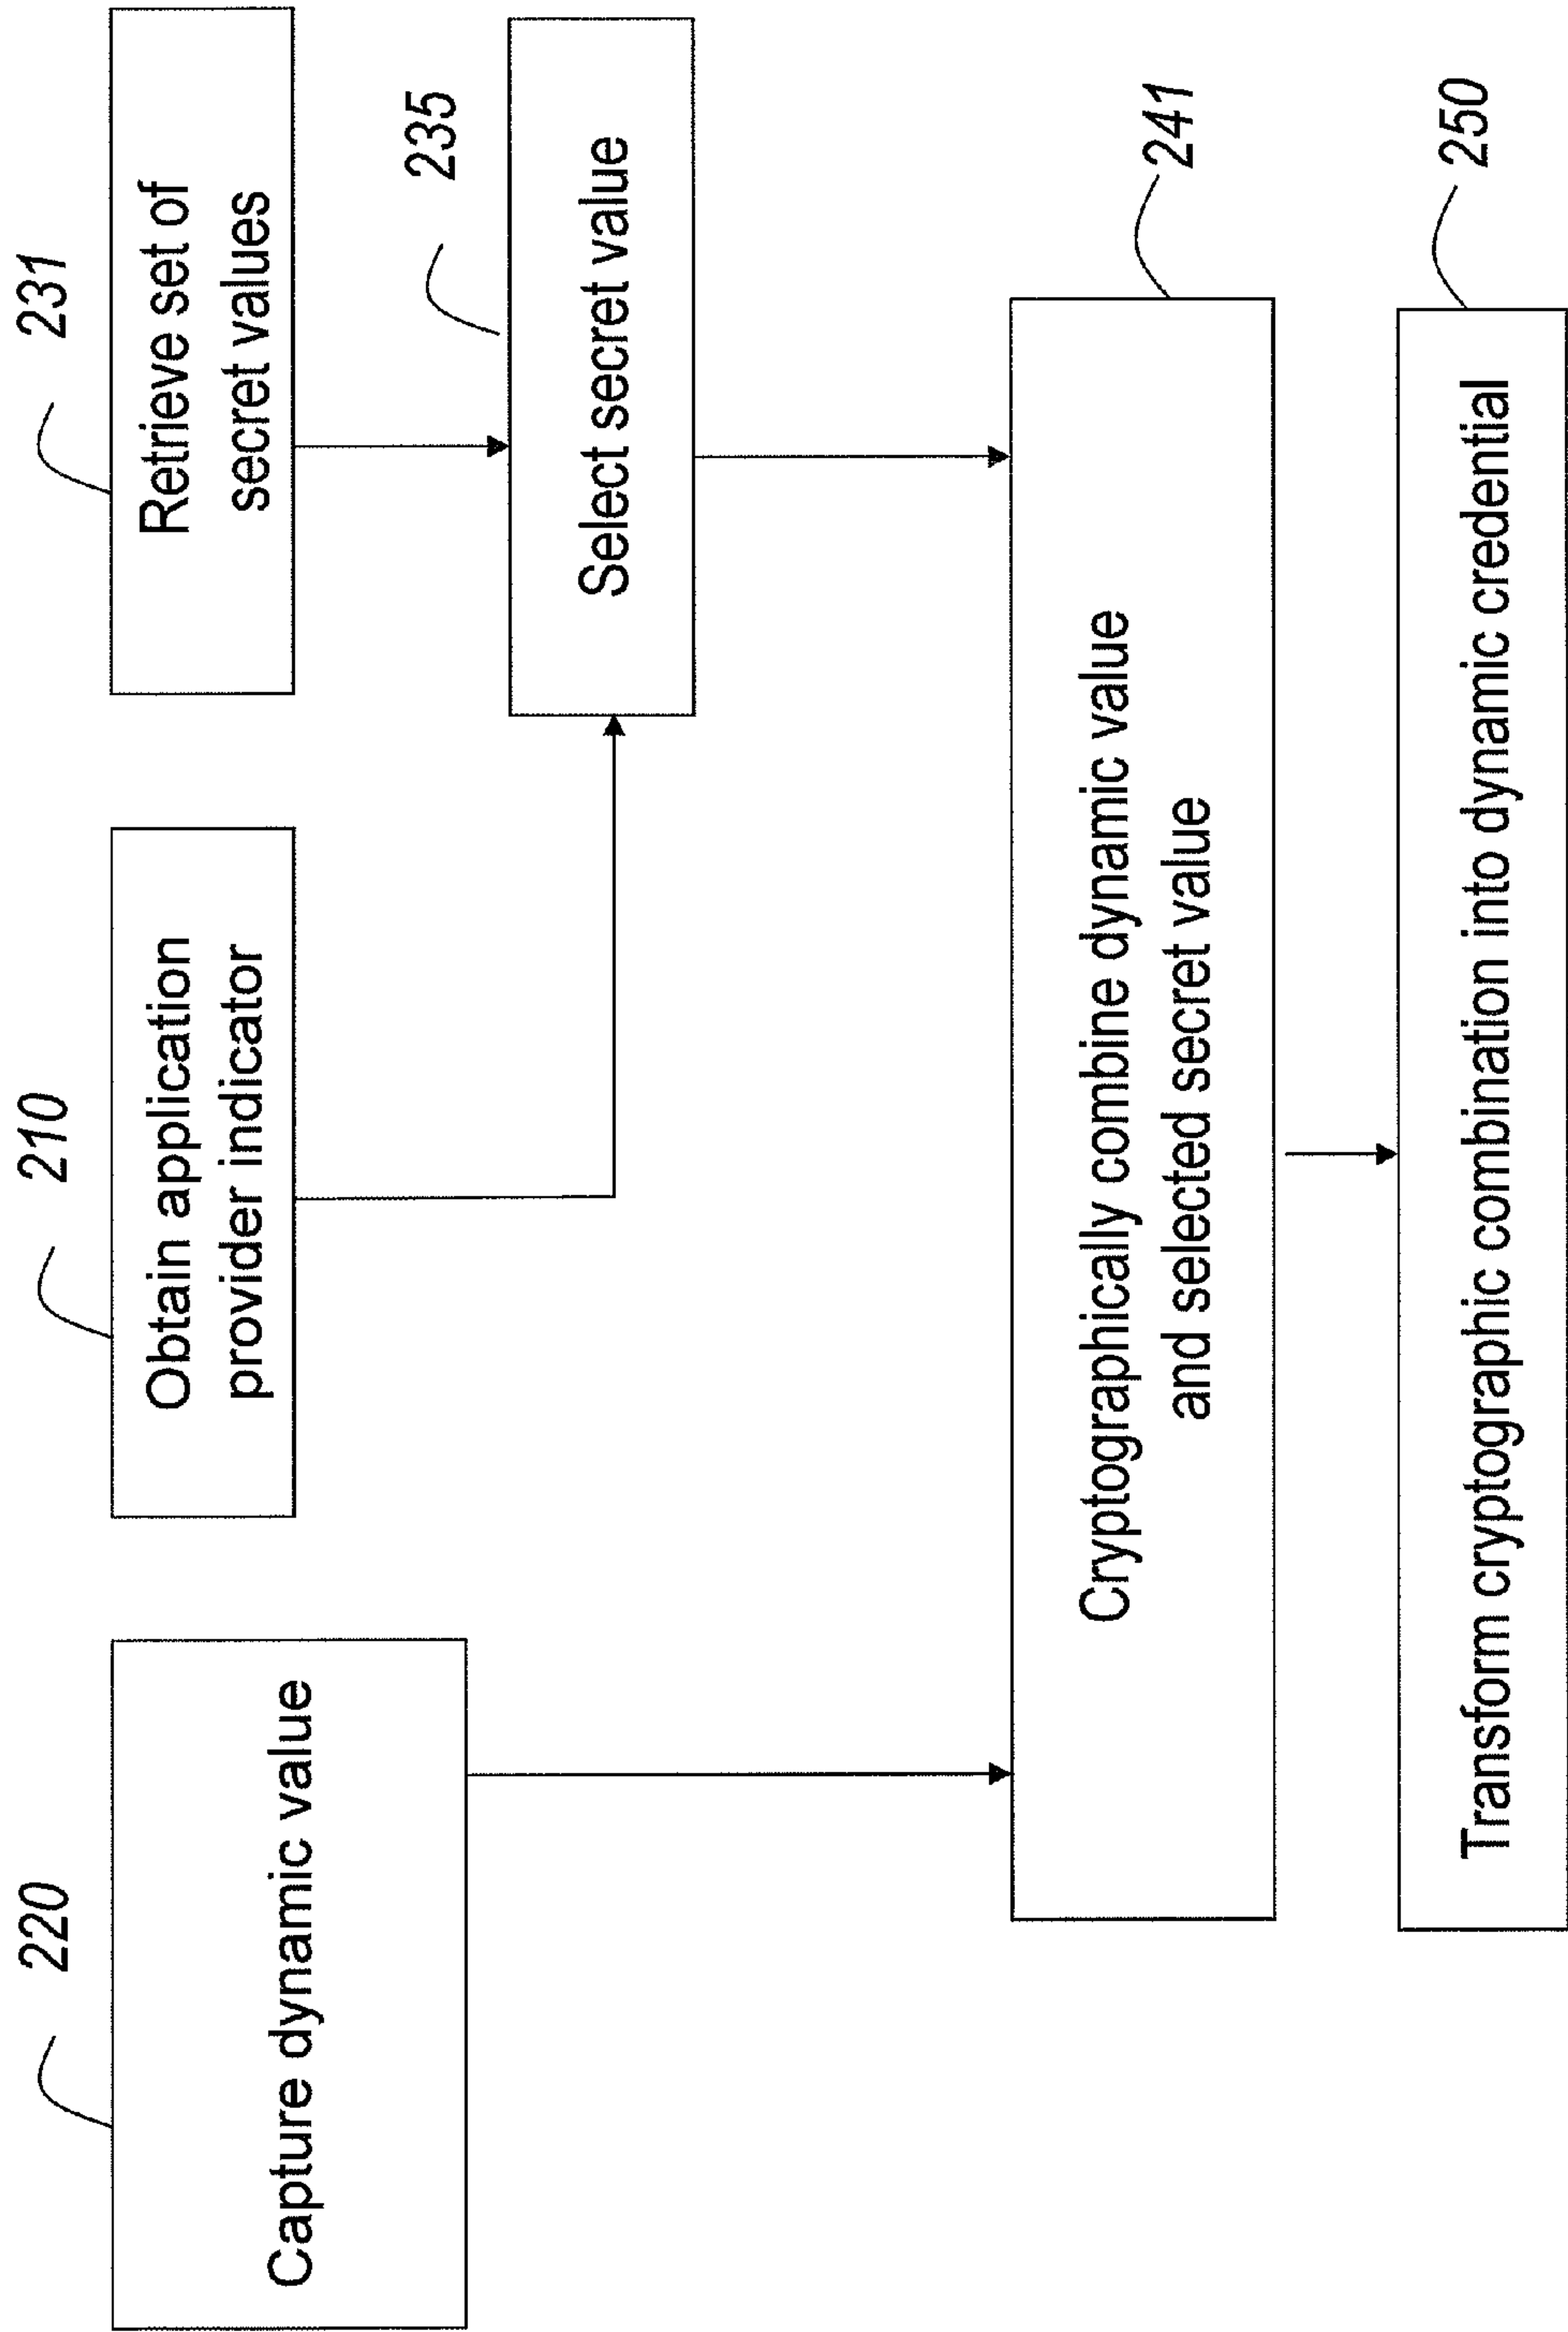 220
Capture dynamic value
210
Obtain application
provider indicator
231
Retrieve set of
secret values
235
Select secret value
241
Cryptographically combine dynamic value
and selected secret value
250
Transform cryptographic combination into dynamic credential